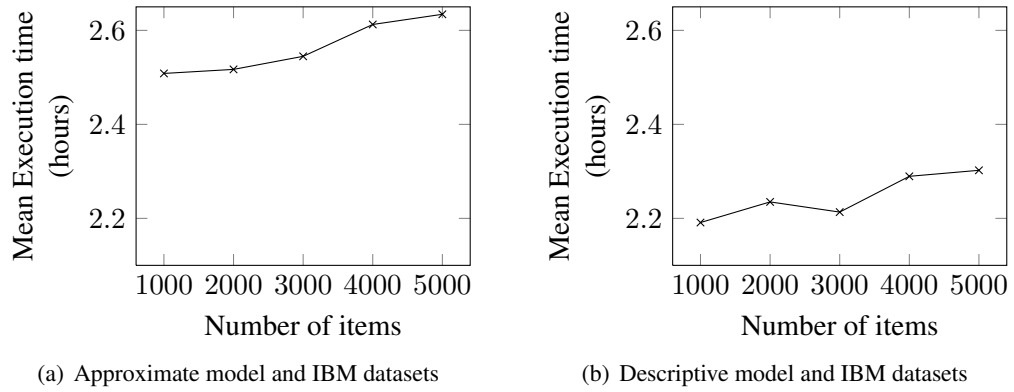 2.6
2.4
2.2
1000 2000 3000 4000 5000
Number of items
Mean Execution time
(hours)
(a) Approximate model and IBM datasets
2.6
2.4
2.2
1000 2000 3000 4000 5000
Number of items
Mean Execution time
(hours)
(b) Descriptive model and IBM datasets